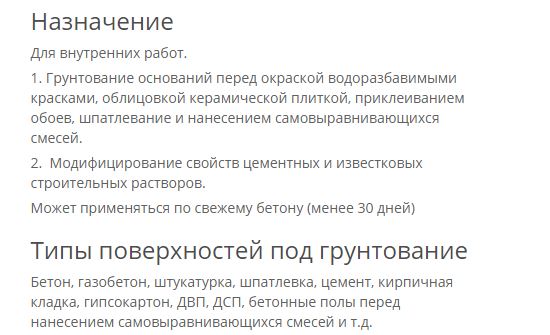 Назначение
Для внутренних работ.
1. Грунтование оснований перед окраской водоразбавимыми
красками, облицовкой керамической плиткой, приклеиванием
обоев, шпатлевание и нанесением самовыравнивающихся
смесей.
2.  Модифицирование свойств цементных и известковых
строительных растворов.
Может применяться по свежему бетону (менее 30 дней)
Типы поверхностей под грунтование
Бетон, газобетон, штукатурка, шпатлевка, цемент, кирпичная
кладка, гипсокартон, ДВП, ДСП, бетонные полы перед
нанесением самовыравнивающихся смесей и т.д.